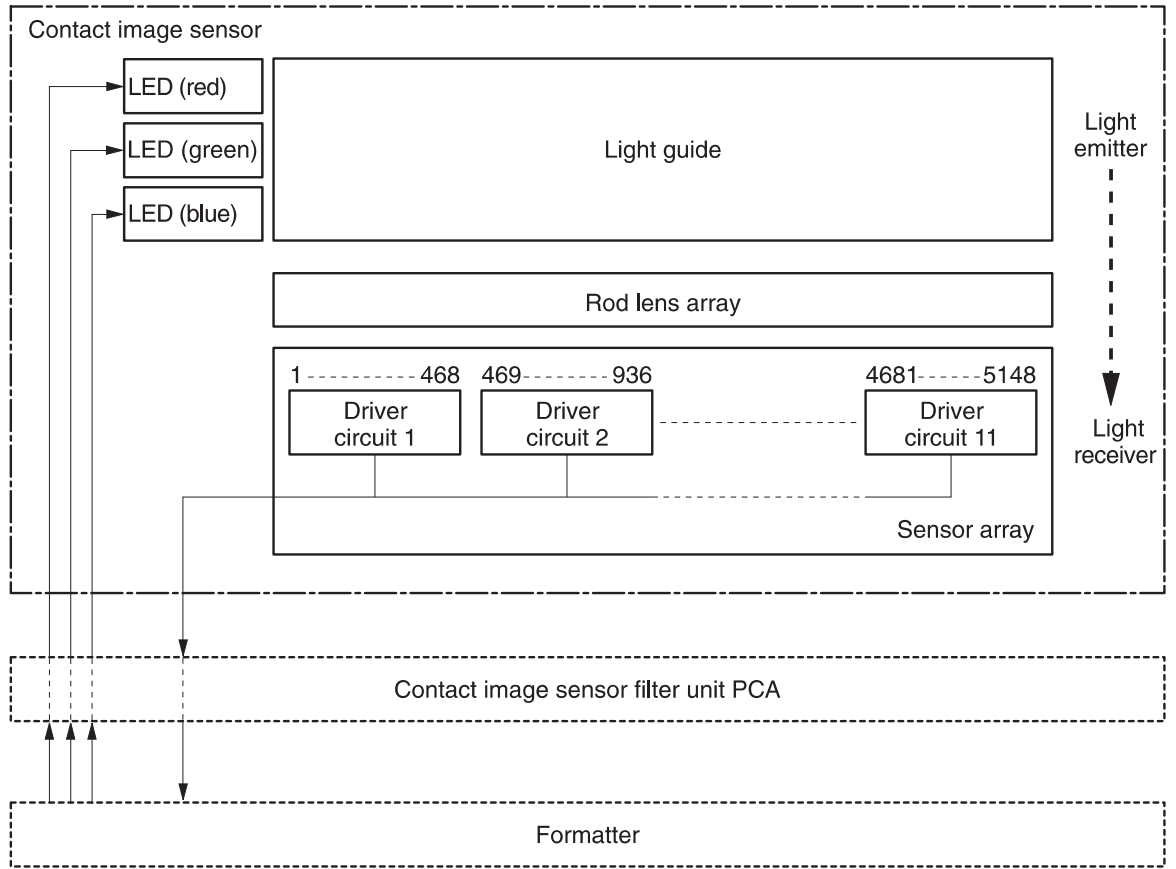 Contact image sensor
LED (red)
LED (green)
LED (blue)
Light guide
Light
emitter
Rod lens array
1 468 469 936 4681 5148
Driver
circuit 1
Driver
circuit 2
Driver
circuit 11
Light
receiver
Sensor array
Contact image sensor filter unit PCA
Formatter